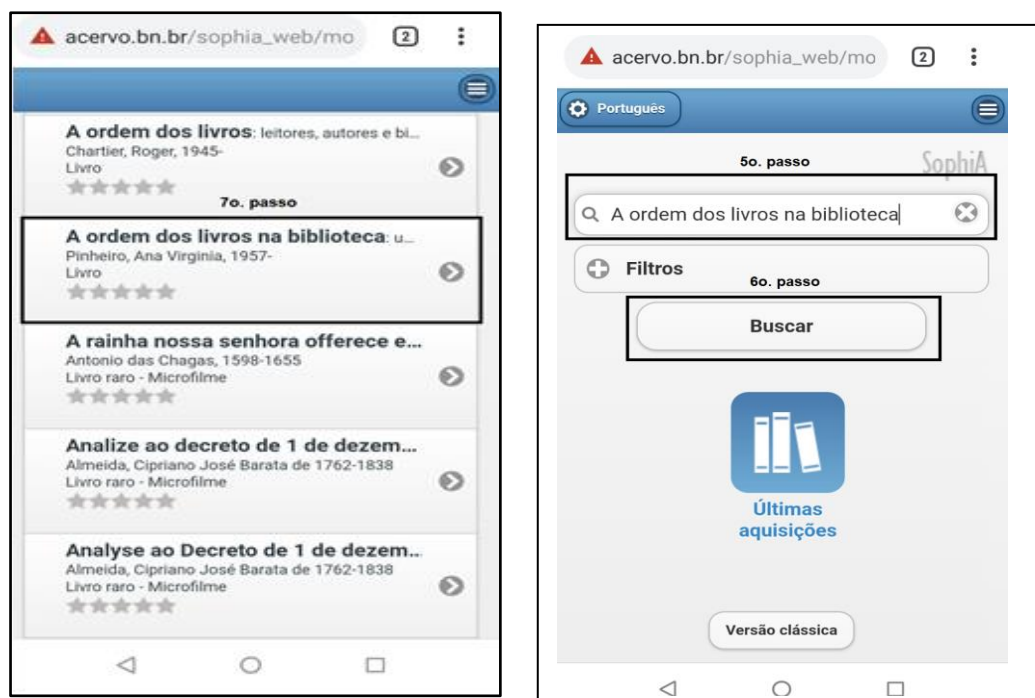 acervo.bn.br/sophia_web/mo 2
A ordem dos livros: leitores, autores e bi...
Chartier, Roger, 1945-
Livro
7o. passo
A ordem dos livros na biblioteca: u...
Pinheiro, Ana Virginia, 1957-
Livro
A rainha nossa senhora offerece e...
Antonio das Chagas, 1598-1655
Livro raro - Microfilme
Analize ao decreto de 1 de dezem...
Almeida, Cipriano José Barata de 1762-1838
Livro raro - Microfilme
Analyse ao Decreto de 1 de dezem...
Almeida, Cipriano José Barata de 1762-1838
Livro raro - Microfilme
acervo.bn.br/sophia_web/mo 2
Português
5o. passo
SophiA
A ordem dos livros na biblioteca
Filtros
6o. passo
Buscar
Últimas
aquisições
Versão clássica